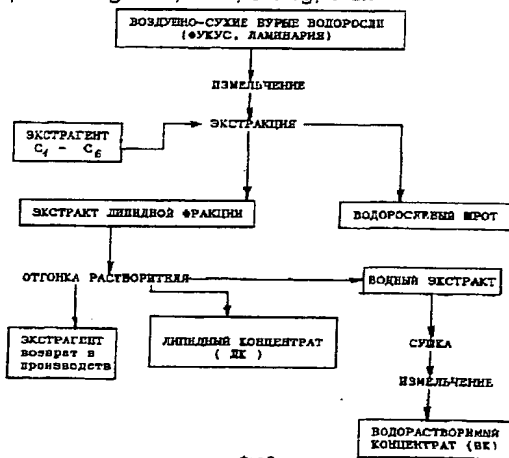 ВОЗДУШНО-СУХИЕ БУРЫЕ ВОДОРОСЛИ
(ФУКУС, ЛАМИНАРИЯ)
ИЗМЕЛЬЧЕНИЕ
ЭКСТРАКЦИЯ
ЭКСТРАГЕНТ
C₁ - C₆
ЭКСТРАКТ ЛИПИДНОЙ ФРАКЦИИ
ВОДОРОСЛЕВЫЙ ШРОТ
ОТГОНКА РАСТВОРИТЕЛЯ
ВОДНЫЙ ЭКСТРАКТ
ЭКСТРАГЕНТ
возврат в
производств
ЛИПИДНЫЙ КОНЦЕНТРАТ
( ЛК )
СУШКА
ИЗМЕЛЬЧЕНИЕ
ВОДОРАСТВОРИМЫЙ
КОНЦЕНТРАТ (ВК)